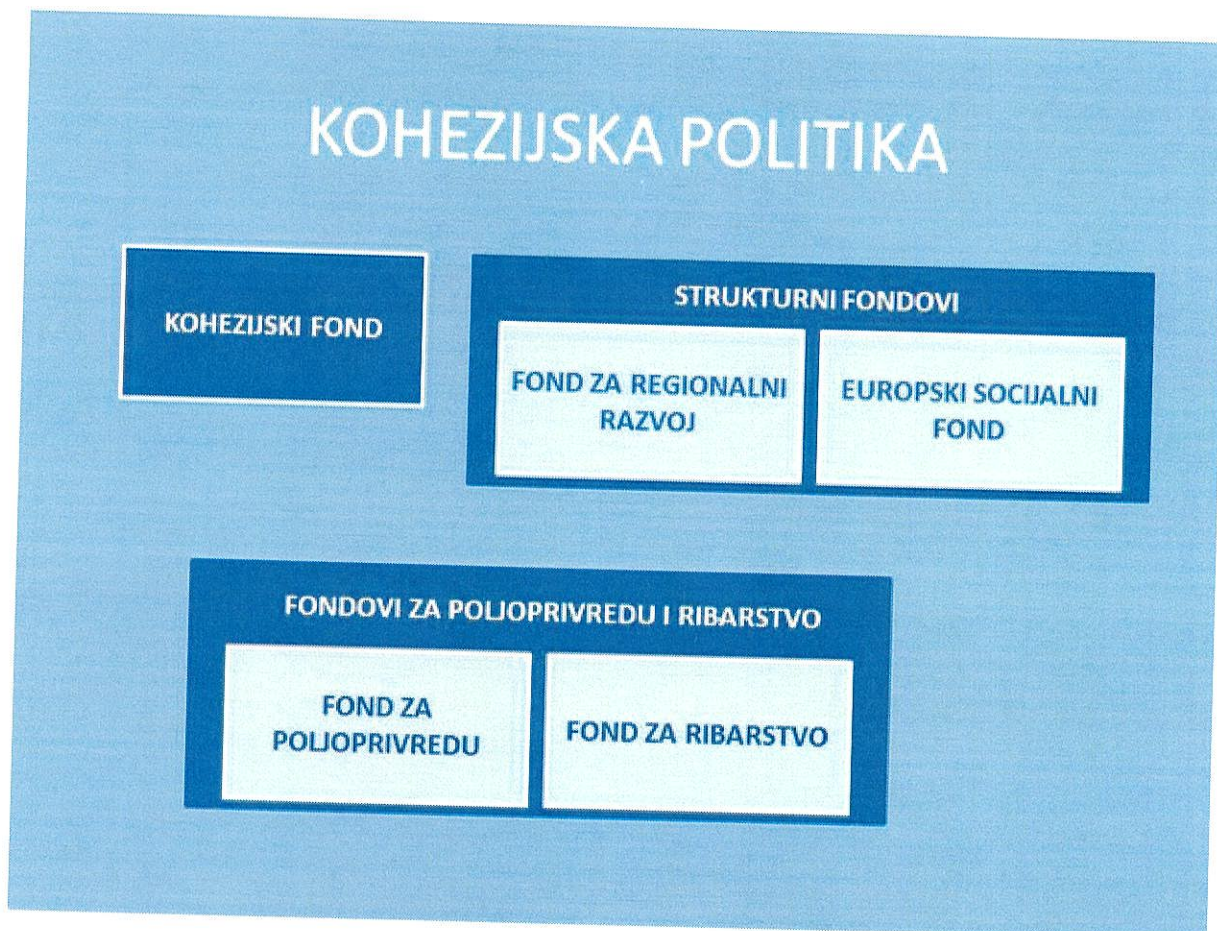 KOHEZIJSKA POLITIKA
KOHEZIJSKI FOND
STRUKTURNI FONDOVI
FOND ZA REGIONALNI
RAZVOJ
EUROPSKI SOCIJALNI
FOND
FONDOVI ZA POLJOPRIVREDU I RIBARSTVO
FOND ZA
POLJOPRIVREDU
FOND ZA RIBARSTVO